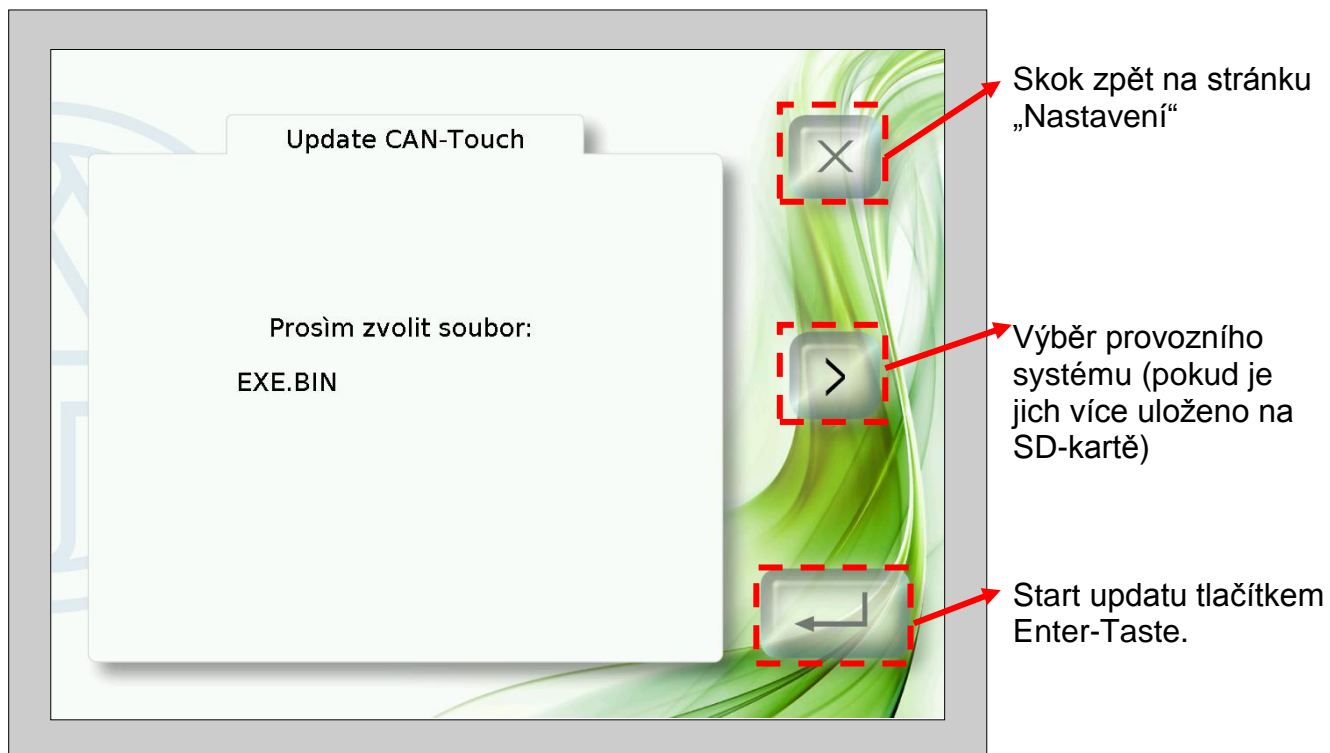 Update CAN-Touch
Prosìm zvolit soubor:
EXE.BIN
Skok zpět na stránku
„Nastavení“
Výběr provozního
systému (pokud je
jich více uloženo na
SD-kartě)
Start updatu tlačítkem
Enter-Taste.